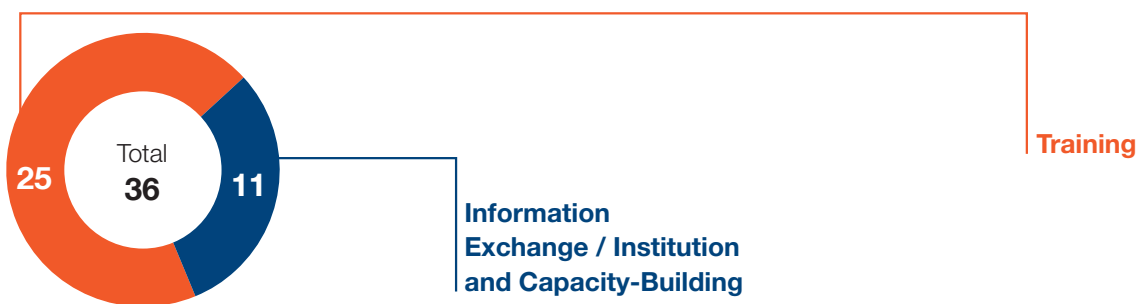 Total
36
25
11
Training
Information
Exchange / Institution
and Capacity-Building